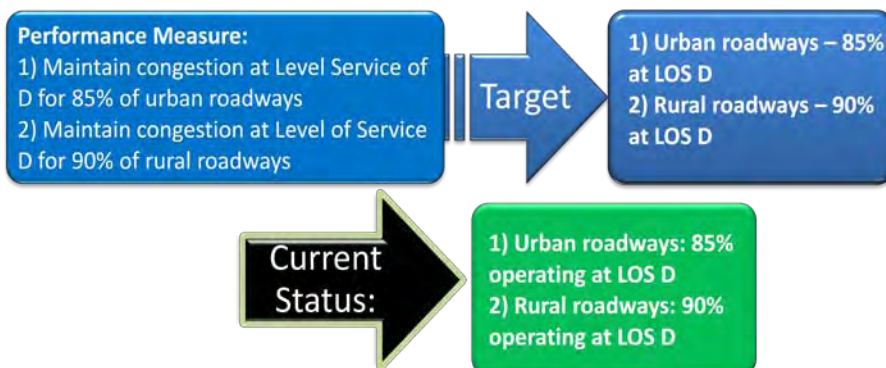 Performance Measure:
1) Maintain congestion at Level Service of
D for 85% of urban roadways
2) Maintain congestion at Level of Service
D for 90% of rural roadways
Target
1) Urban roadways – 85%
at LOS D
2) Rural roadways – 90%
at LOS D
Current
Status:
1) Urban roadways: 85%
operating at LOS D
2) Rural roadways: 90%
operating at LOS D